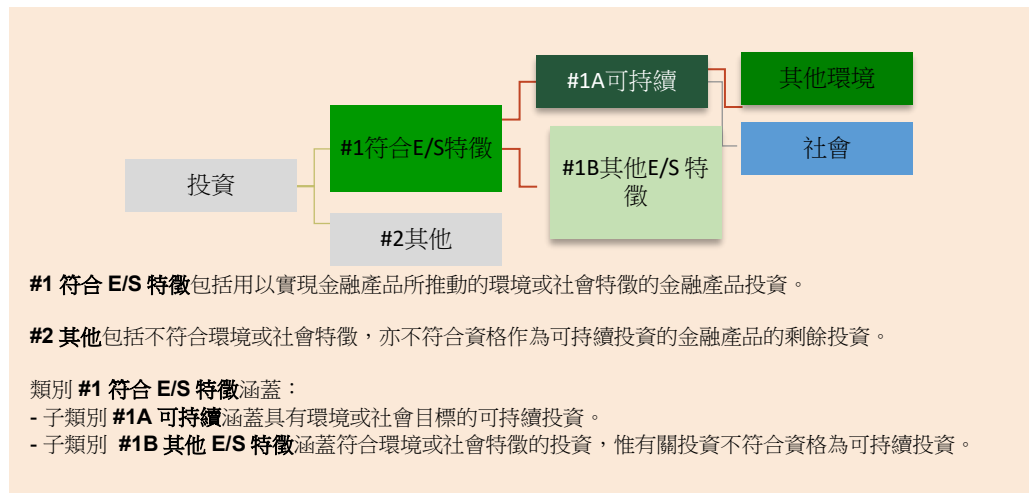 #1A可持續
其他環境
#1符合E/S特徵
社會
#1B其他E/S 特
徵
投資
#2其他
#1 符合 E/S 特徵包括用以實現金融產品所推動的環境或社會特徵的金融產品投資。
#2 其他包括不符合環境或社會特徵，亦不符合資格作為可持續投資的金融產品的剩餘投資。
類別 #1 符合 E/S 特徵涵蓋：
- 子類別 #1A 可持續涵蓋具有環境或社會目標的可持續投資。
- 子類別 #1B 其他 E/S 特徵涵蓋符合環境或社會特徵的投資，惟有關投資不符合資格為可持續投資。